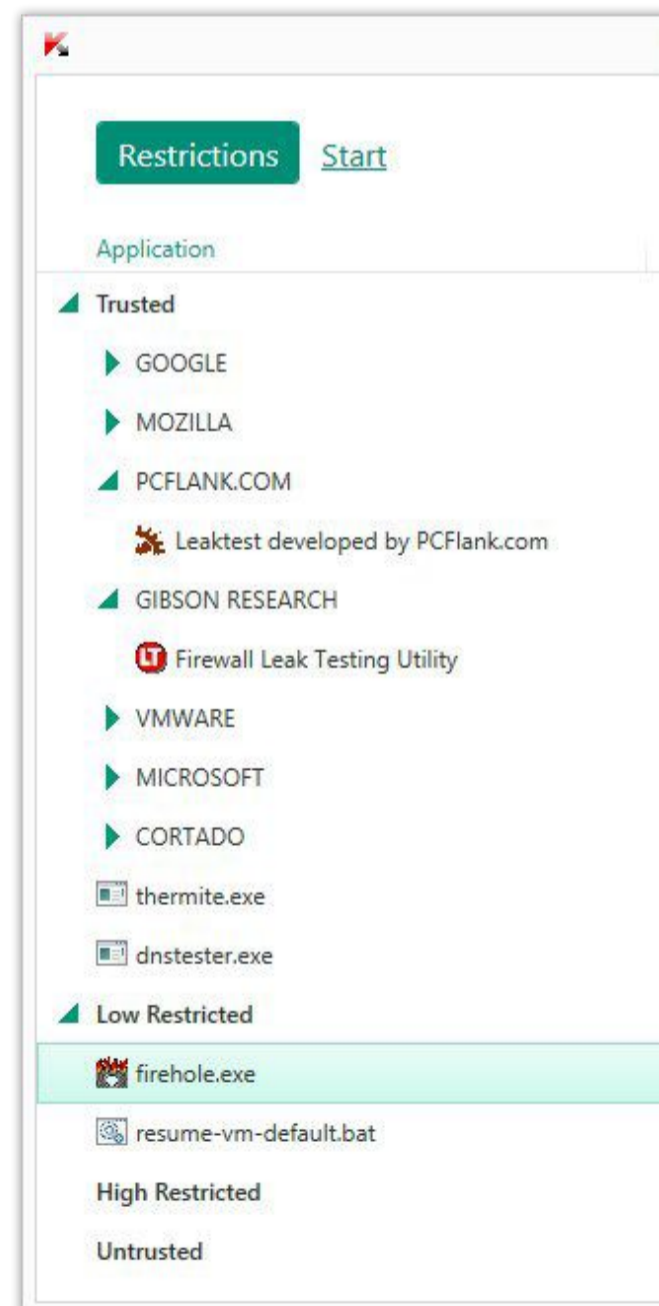 Restrictions Start
Application
Trusted
GOOGLE
MOZILLA
PCFLANK.COM
Leaktest developed by PCFlank.com
GIBSON RESEARCH
LT Firewall Leak Testing Utility
VMWARE
MICROSOFT
CORTADO
thermite.exe
dnstester.exe
Low Restricted
firehole.exe
resume-vm-default.bat
High Restricted
Untrusted